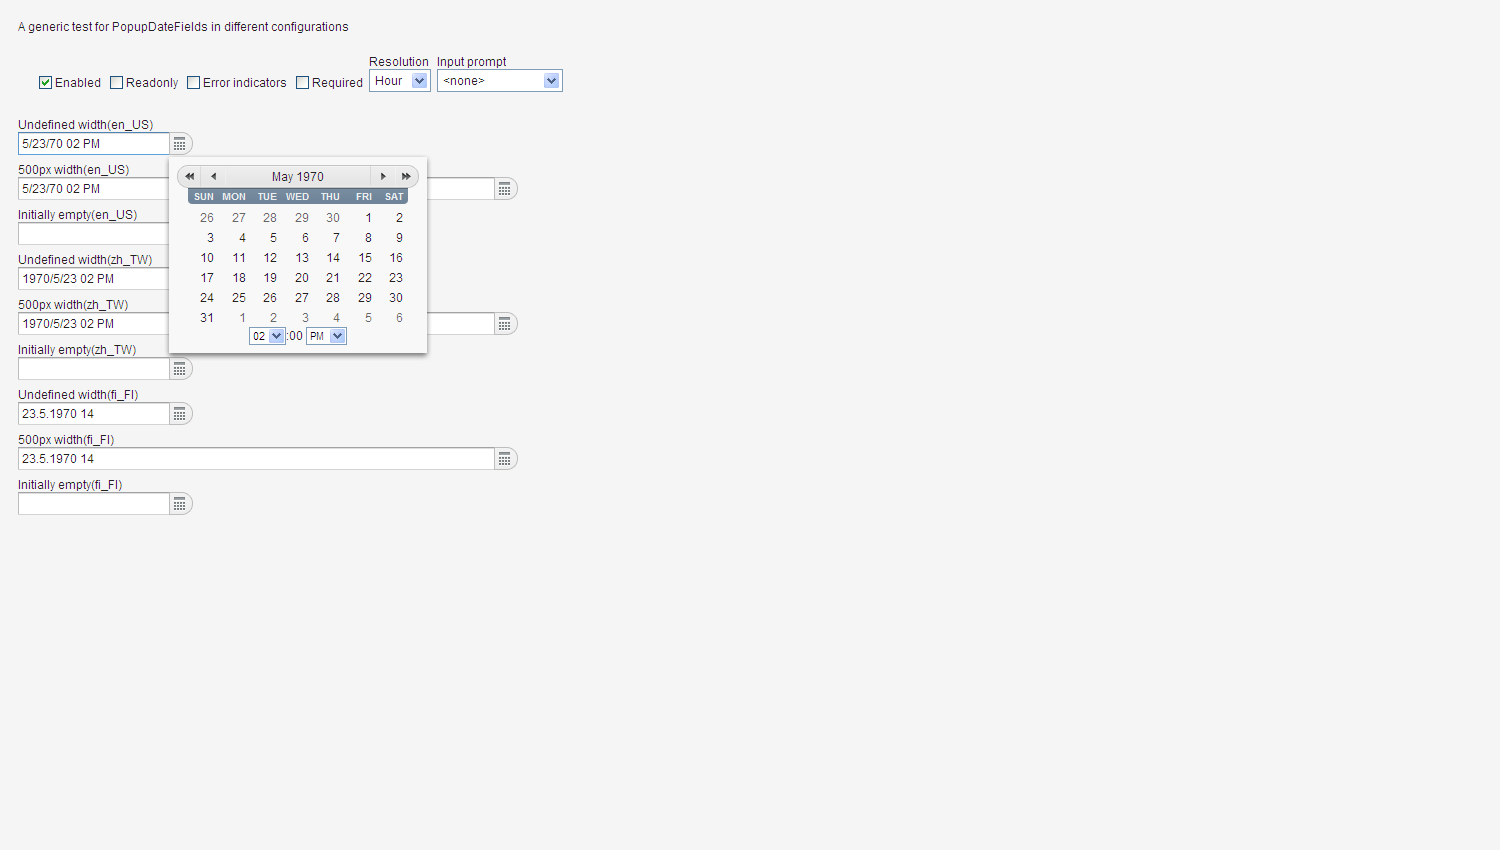 A generic test for PopupDateFields in different configurations
Resolution Input prompt
Enabled Readonly Error indicators Required Hour <none>
Undefined width(en_US)
5/23/70 02 PM
500px width(en_US)
5/23/70 02 PM
Initially empty(en_US)
Undefined width(zh_TW)
1970/5/23 02 PM
500px width(zh_TW)
1970/5/23 02 PM
Initially empty(zh_TW)
Undefined width(fi_FI)
23.5.1970 14
500px width(fi_FI)
23.5.1970 14
Initially empty(fi_FI)
May 1970
SUN MON TUE WED THU FRI SAT
26 27 28 29 30 1 2
3 4 5 6 7 8 9
10 11 12 13 14 15 16
17 18 19 20 21 22 23
24 25 26 27 28 29 30
31 1 2 3 4 5 6
02 :00 PM